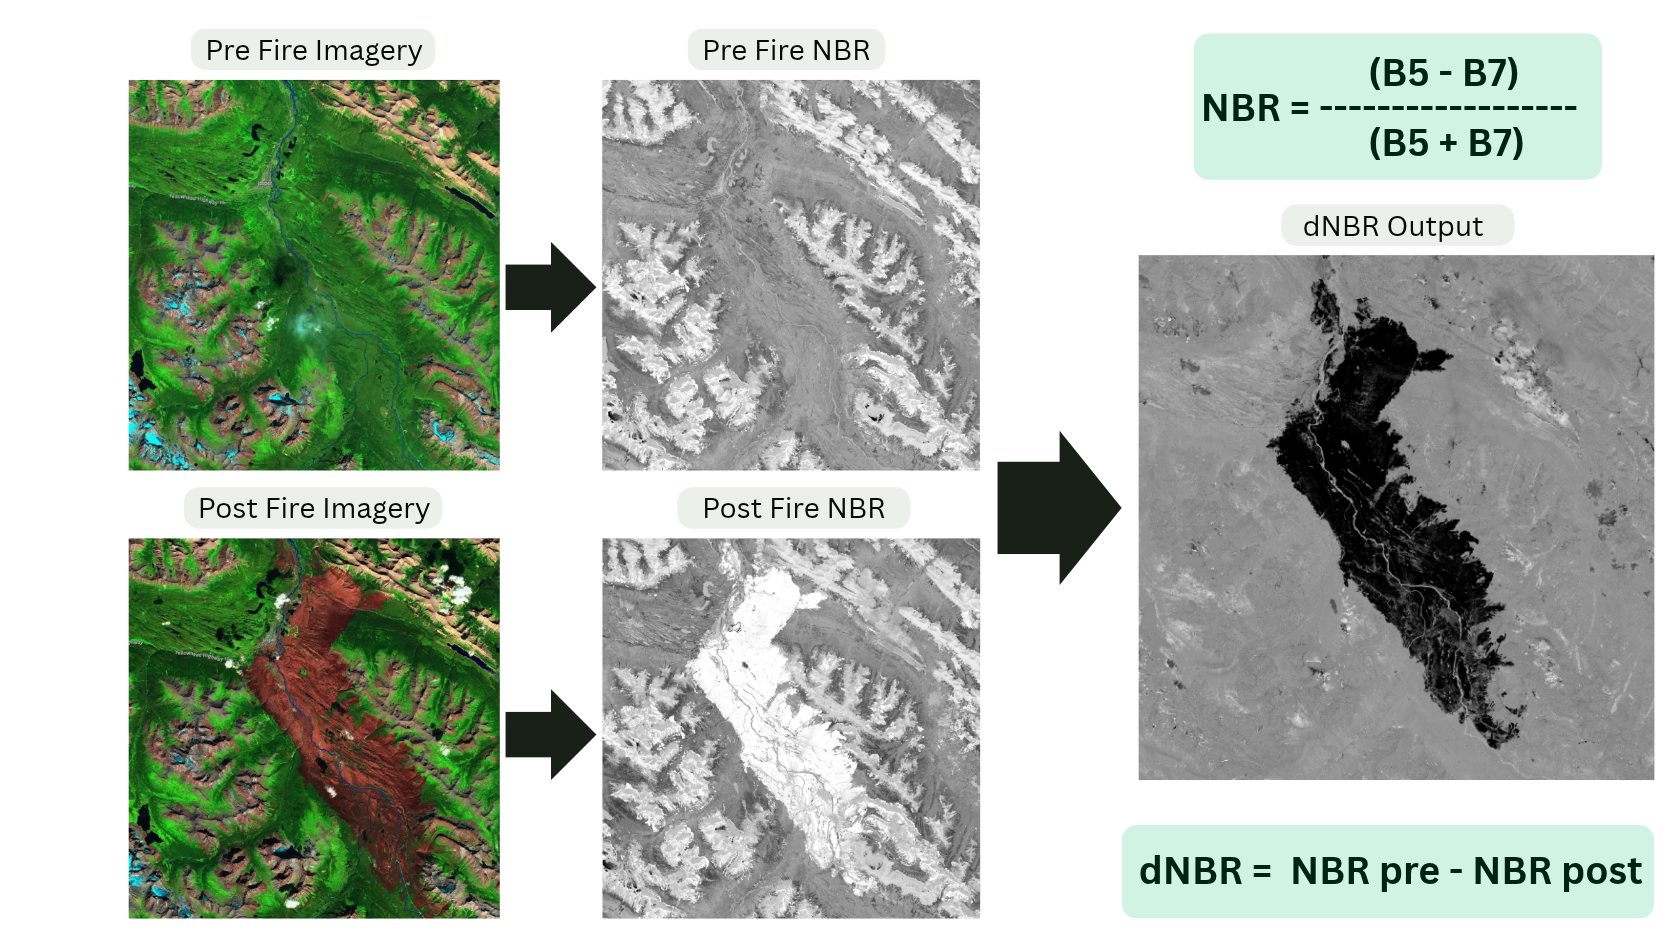 Pre Fire Imagery
Pre Fire NBR
(B5 - B7)
NBR = ------------------
(B5 + B7)
dNBR Output
Post Fire Imagery
Post Fire NBR
dNBR = NBR pre - NBR post